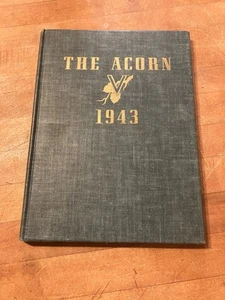 THE ACORN
V
1943